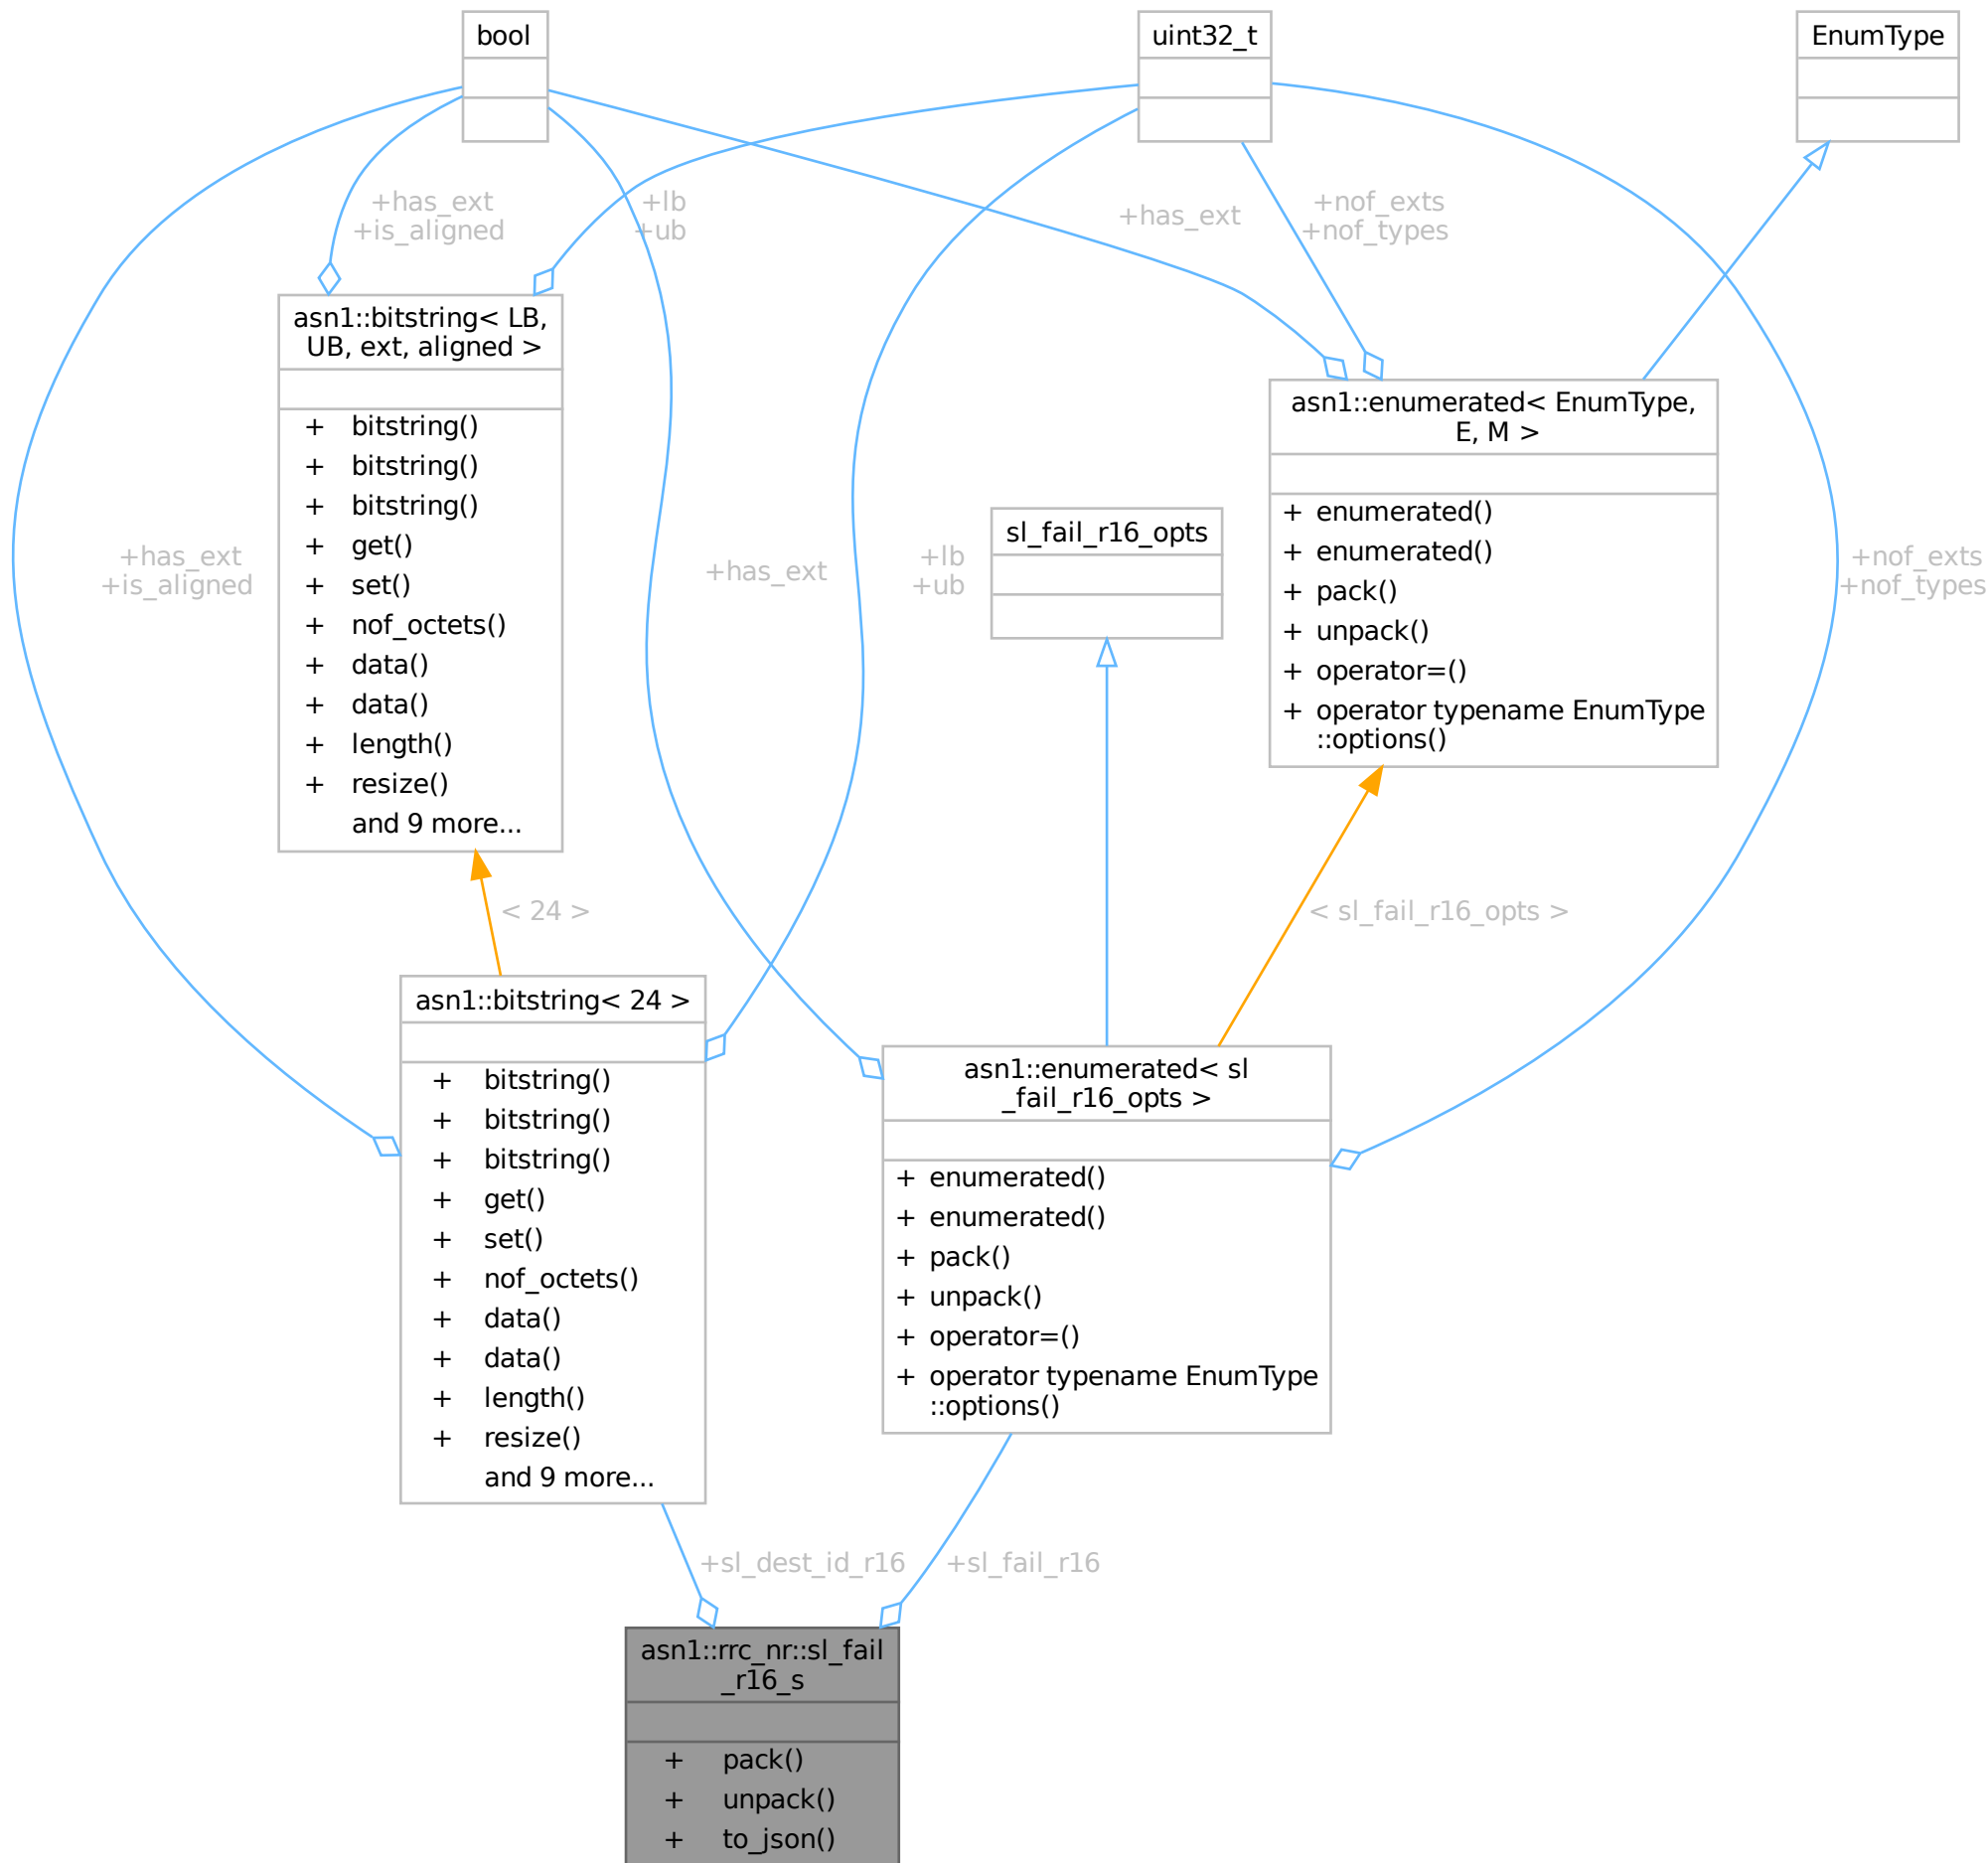 bool
uint32_t
EnumType
+has_ext
+is_aligned
+lb
+ub
+has_ext
+nof_exts
+nof_types
asn1::bitstring< LB,
UB, ext, aligned >
+ bitstring()
+ bitstring()
+ bitstring()
+ get()
+ set()
+ nof_octets()
+ data()
+ data()
+ length()
+ resize()
and 9 more...
asn1::enumerated< EnumType,
E, M >
+ enumerated()
+ enumerated()
+ pack()
+ unpack()
+ operator=()
+ operator typename EnumType
::options()
sl_fail_r16_opts
+has_ext
+is_aligned
+has_ext
+lb
+ub
+nof_exts
+nof_types
< 24 >
< sl_fail_r16_opts >
asn1::bitstring< 24 >
+ bitstring()
+ bitstring()
+ bitstring()
+ get()
+ set()
+ nof_octets()
+ data()
+ data()
+ length()
+ resize()
and 9 more...
asn1::enumerated< sl
_fail_r16_opts >
+ enumerated()
+ enumerated()
+ pack()
+ unpack()
+ operator=()
+ operator typename EnumType
::options()
+sl_dest_id_r16
+sl_fail_r16
asn1::rrc_nr::sl_fail
_r16_s
+ pack()
+ unpack()
+ to_json()